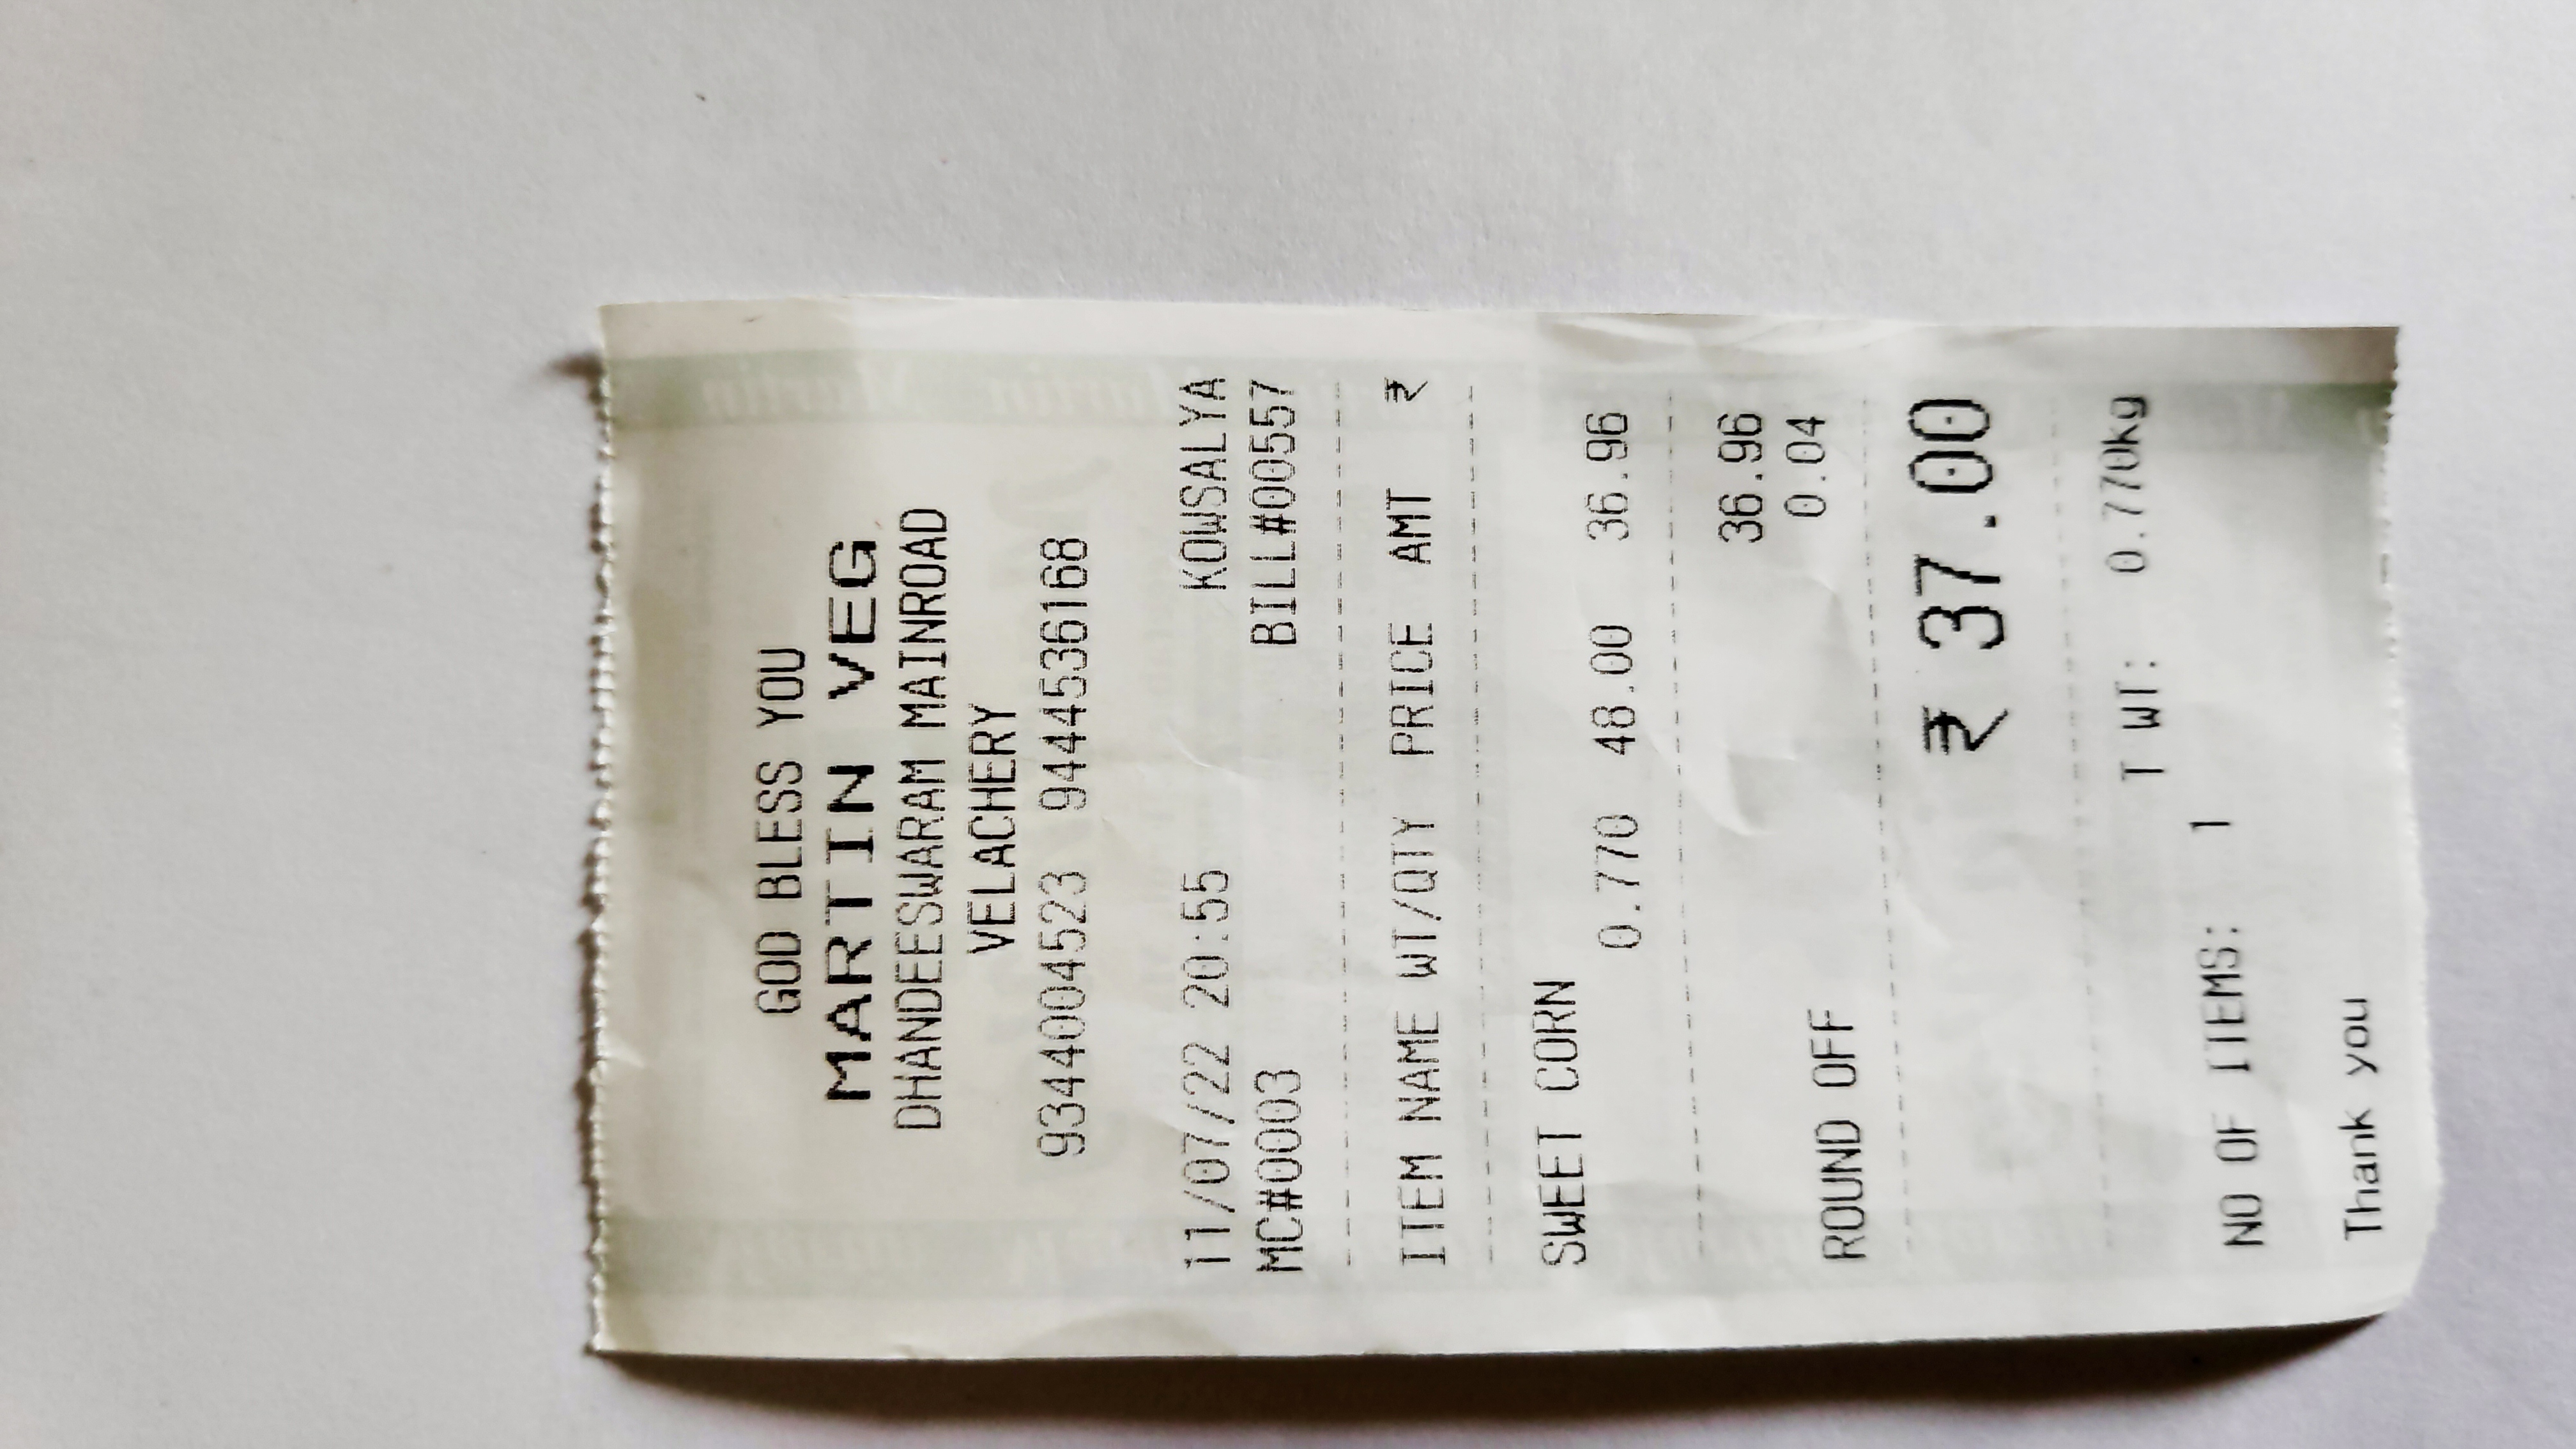 GOD BLESS YOU
MARTIN VEG
DHANDEESWARAM MAINROAD
VELACHERY
9344004523 9444536168
11/07/22 20:55 KOWSALYA
MC#0003 BILL#00557
ITEM NAME WT/QTY PRICE AMT ₹
SWEET CORN
0.770 48.00 36.96
36.96
ROUND OFF 0.04
₹ 37.00
T WT: 0.770kg
NO OF ITEMS: 1
Thank you